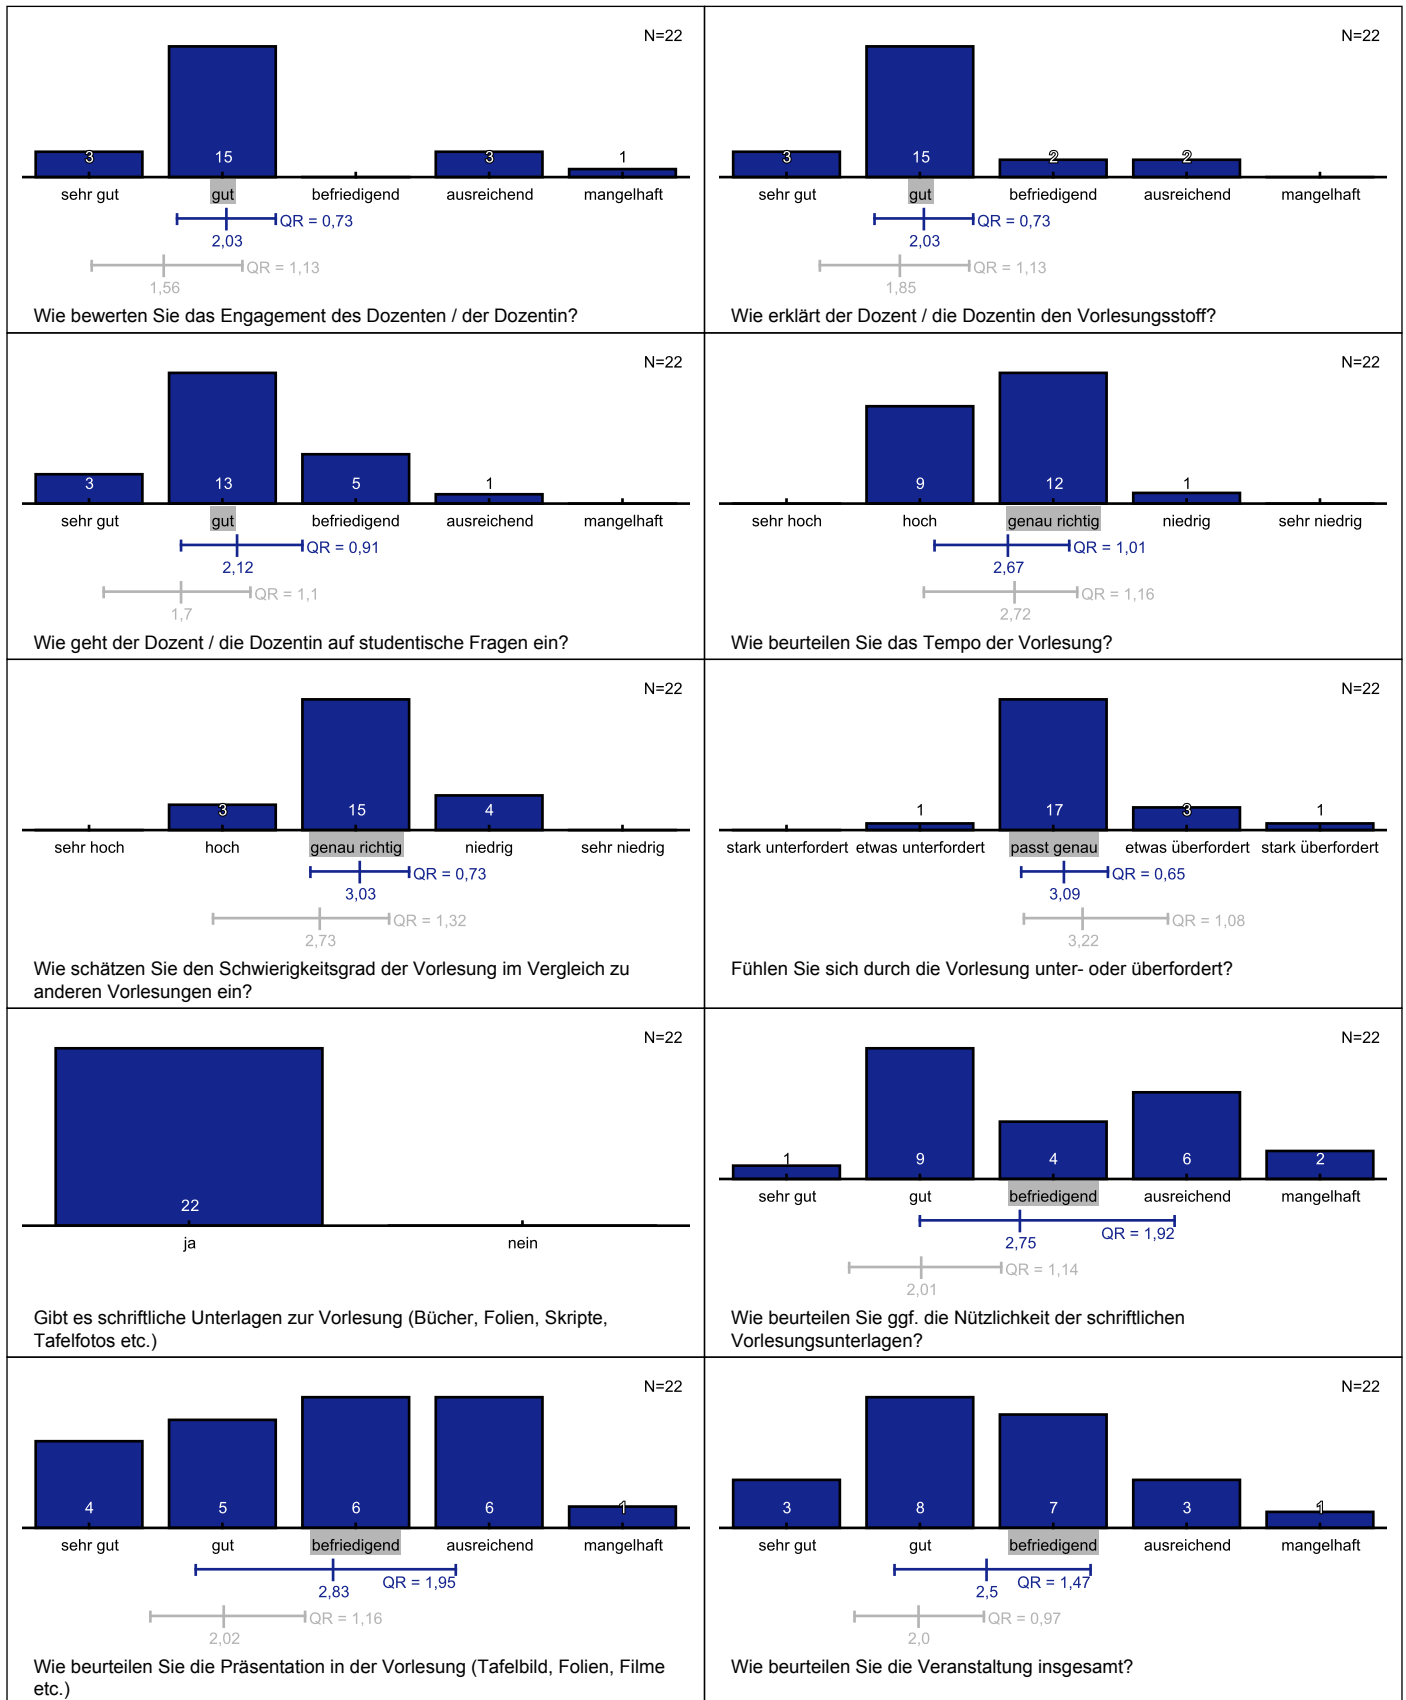 N=22
3
15
3
1
sehr gut
gut
befriedigend
ausreichend
mangelhaft
QR = 0,73
2,03
QR = 1,13
1,56
Wie bewerten Sie das Engagement des Dozenten / der Dozentin?
N=22
3
15
2
2
sehr gut
gut
befriedigend
ausreichend
mangelhaft
QR = 0,73
2,03
QR = 1,13
1,85
Wie erklärt der Dozent / die Dozentin den Vorlesungsstoff?
N=22
3
13
5
1
sehr gut
gut
befriedigend
ausreichend
mangelhaft
QR = 0,91
2,12
QR = 1,1
1,7
Wie geht der Dozent / die Dozentin auf studentische Fragen ein?
N=22
9
12
1
sehr hoch
hoch
genau richtig
niedrig
sehr niedrig
QR = 1,01
2,67
QR = 1,16
2,72
Wie beurteilen Sie das Tempo der Vorlesung?
N=22
3
15
4
sehr hoch
hoch
genau richtig
niedrig
sehr niedrig
QR = 0,73
3,03
QR = 1,32
2,73
Wie schätzen Sie den Schwierigkeitsgrad der Vorlesung im Vergleich zu
anderen Vorlesungen ein?
N=22
1
17
3
1
stark unterfordert
etwas unterfordert
passt genau
etwas überfordert
stark überfordert
QR = 0,65
3,09
QR = 1,08
3,22
Fühlen Sie sich durch die Vorlesung unter- oder überfordert?
N=22
22
ja
nein
Gibt es schriftliche Unterlagen zur Vorlesung (Bücher, Folien, Skripte,
Tafelfotos etc.)
N=22
1
9
4
6
2
sehr gut
gut
befriedigend
ausreichend
mangelhaft
QR = 1,92
2,75
QR = 1,14
2,01
Wie beurteilen Sie ggf. die Nützlichkeit der schriftlichen
Vorlesungsunterlagen?
N=22
4
5
6
6
1
sehr gut
gut
befriedigend
ausreichend
mangelhaft
QR = 1,95
2,83
QR = 1,16
2,02
Wie beurteilen Sie die Präsentation in der Vorlesung (Tafelbild, Folien, Filme
etc.)
N=22
3
8
7
3
1
sehr gut
gut
befriedigend
ausreichend
mangelhaft
QR = 1,47
2,5
QR = 0,97
2,0
Wie beurteilen Sie die Veranstaltung insgesamt?